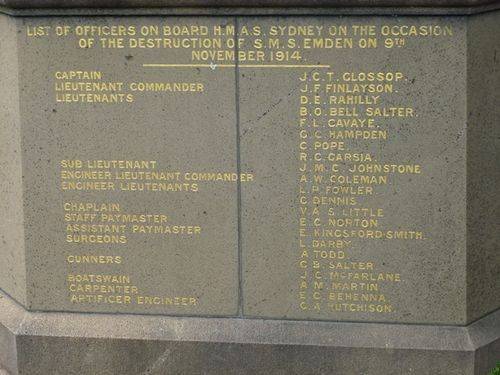 LIST OF OFFICERS ON BOARD H.M.A.S. SYDNEY ON THE OCCASION
OF THE DESTRUCTION OF S.M.S. EMDEN ON 9TH
NOVEMBER 1914.
CAPTAIN J.C.T. GLOSSOP.
LIEUTENANT COMMANDER J.F. FINLAYSON.
LIEUTENANTS D.E. RAHILLY
B.O. BELL SALTER.
F.L. CAVAYE.
G.C. HAMPDEN
C. POPE.
R.C. GARSIA.
SUB LIEUTENANT J.M.C. JOHNSTONE
ENGINEER LIEUTENANT COMMANDER A.W. COLEMAN.
ENGINEER LIEUTENANTS L.P. FOWLER.
C. DENNIS.
CHAPLAIN V.A.S. LITTLE
STAFF PAYMASTER E.C. NORTON
ASSISTANT PAYMASTER E. KINGSFORD-SMITH.
SURGEONS L. DARBY.
A. TODD.
GUNNERS C.B. SALTER.
J.C. McFARLANE.
BOATSWAIN A.M. MARTIN
CARPENTER E.C. BEHENNA.
ARTIFICER ENGINEER G.A. HUTCHISON.